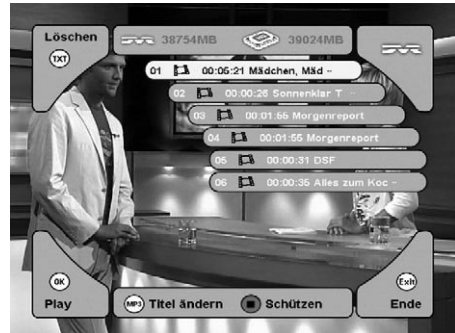 Löschen
TXT
38754MB 39024MB
01 00:05:21 Mädchen, Mäd ··
02 00:00:26 Sonnenklar T ··
03 00:01:55 Morgenreport
04 00:01:55 Morgenreport
05 00:00:31 DSF
06 00:00:35 Alles zum Koc ··
OK
Play
MP3 Titel ändern Schützen
Exit
Ende